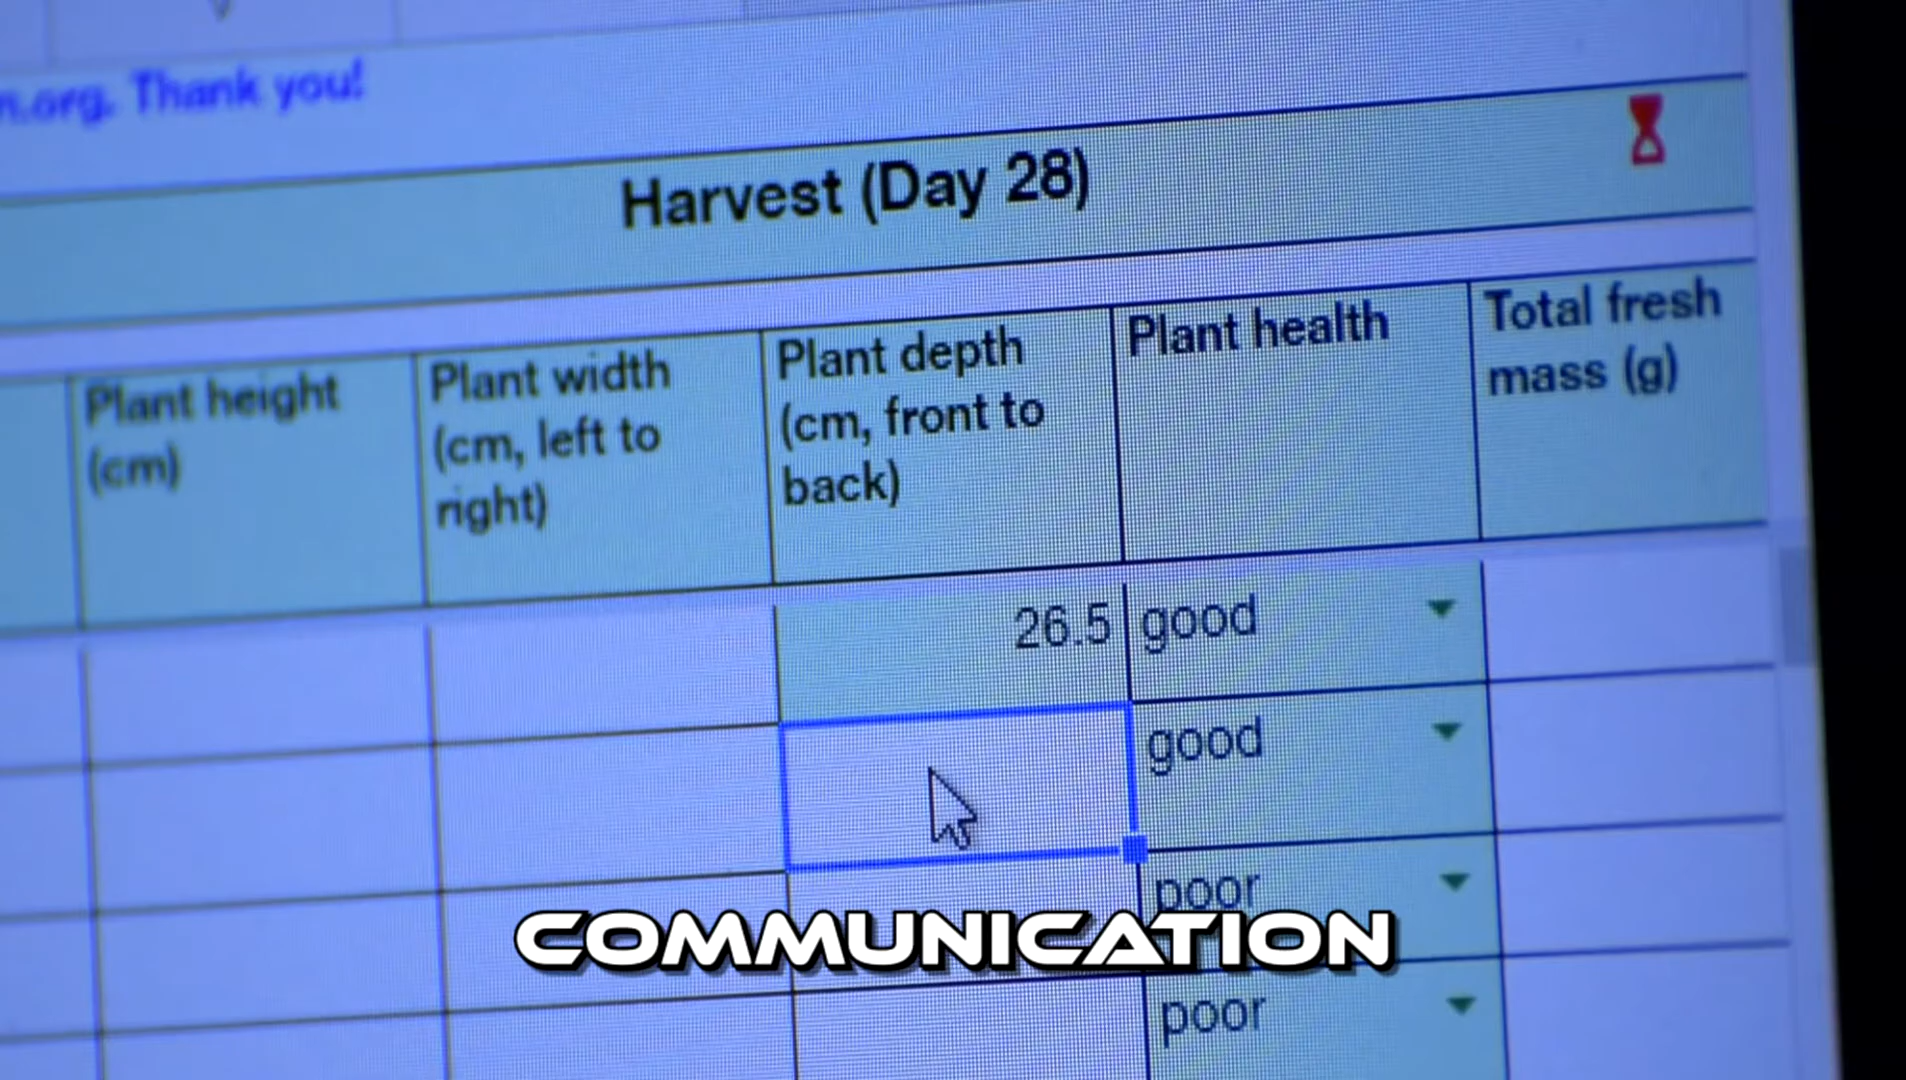 n.org. Thank you!
Harvest (Day 28)
Plant height
(cm)
Plant width
(cm, left to
right)
Plant depth
(cm, front to
back)
Plant health
Total fresh
mass (g)
26.5
good
good
poor
poor
COMMUNICATION